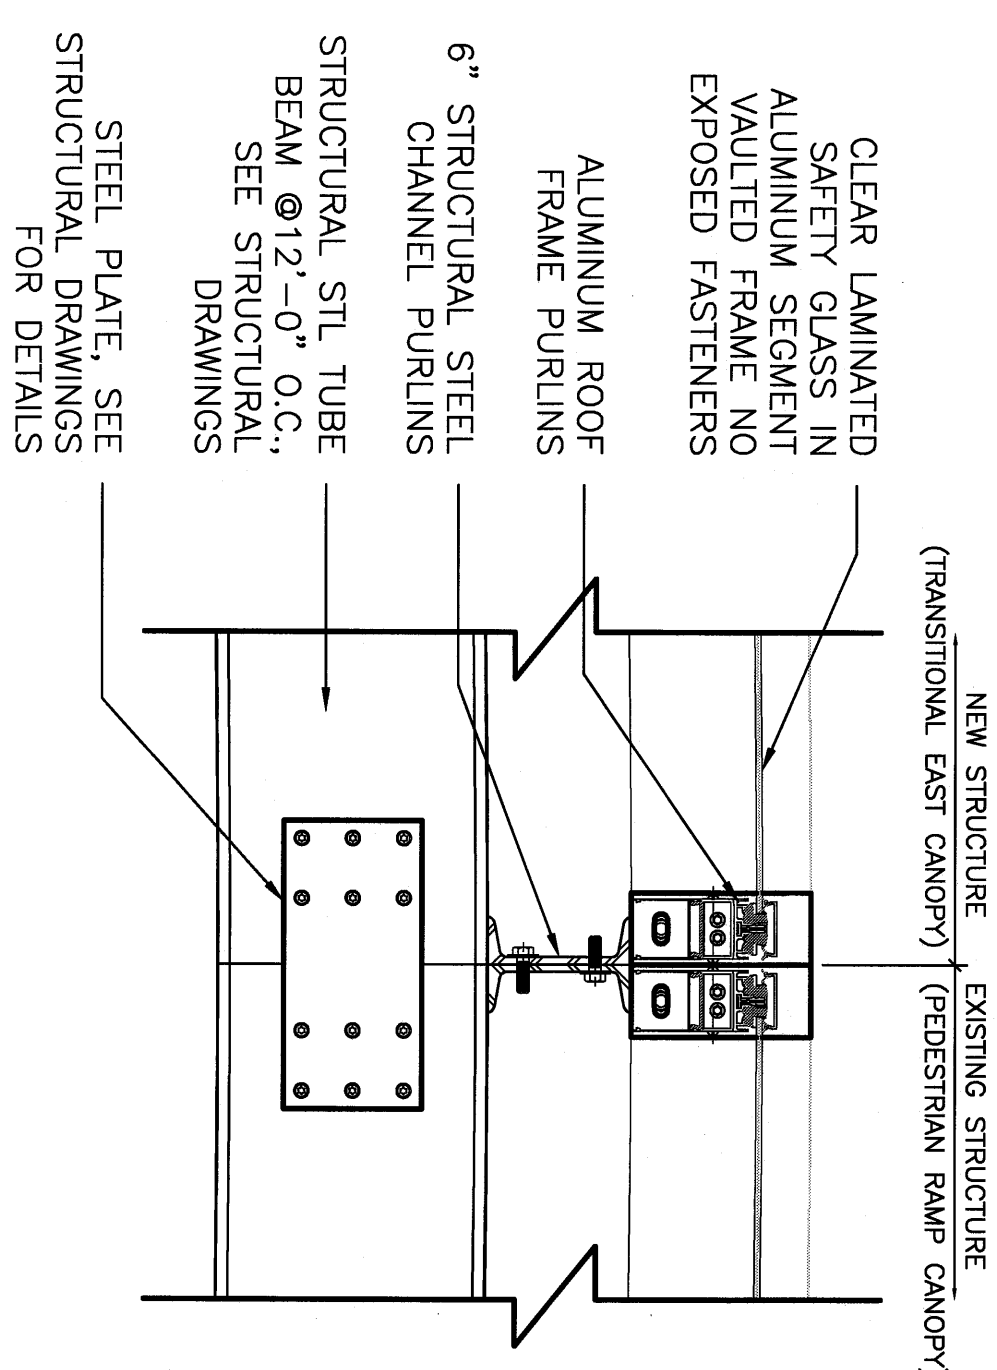 NEW STRUCTURE
(TRANSITIONAL EAST CANOPY)
EXISTING STRUCTURE
(PEDESTRIAN RAMP CANOPY)
CLEAR LAMINATED
SAFETY GLASS IN
ALUMINUM SEGMENT
VAULTED FRAME NO
EXPOSED FASTENERS
ALUMINUM ROOF
FRAME PURLINS
6" STRUCTURAL STEEL
CHANNEL PURLINS
STRUCTURAL STL TUBE
BEAM @12'-0" O.C.,
SEE STRUCTURAL
DRAWINGS
STEEL PLATE, SEE
STRUCTURAL DRAWINGS
FOR DETAILS